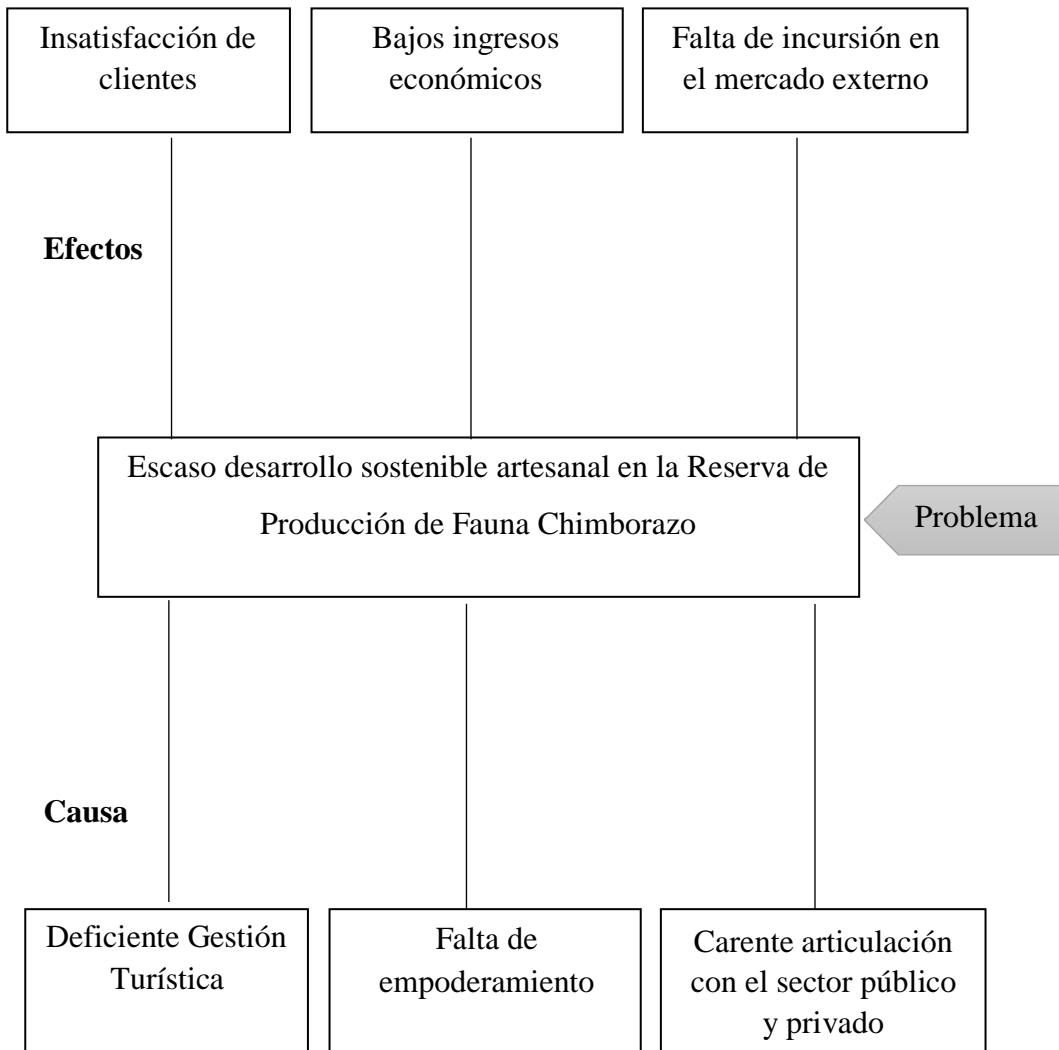 Insatisfacción de
clientes
Bajos ingresos
económicos
Falta de incursión en
el mercado externo
Efectos
Escaso desarrollo sostenible artesanal en la Reserva de
Producción de Fauna Chimborazo
Problema
Causa
Deficiente Gestión
Turística
Falta de
empoderamiento
Carente articulación
con el sector público
y privado